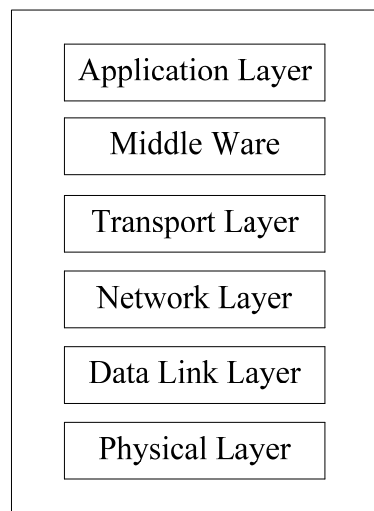 Application Layer
Middle Ware
Transport Layer
Network Layer
Data Link Layer
Physical Layer